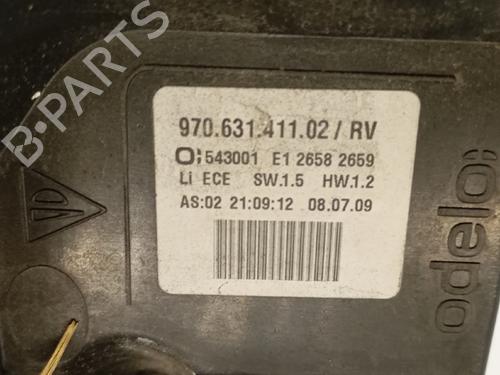 B-PARTS
970.631.411.02/ RV
O; 543001 E1 2658 2659
Li ECE SW.1.5 HW.1.2
AS:02 21:09:12 08.07.09
odelo;